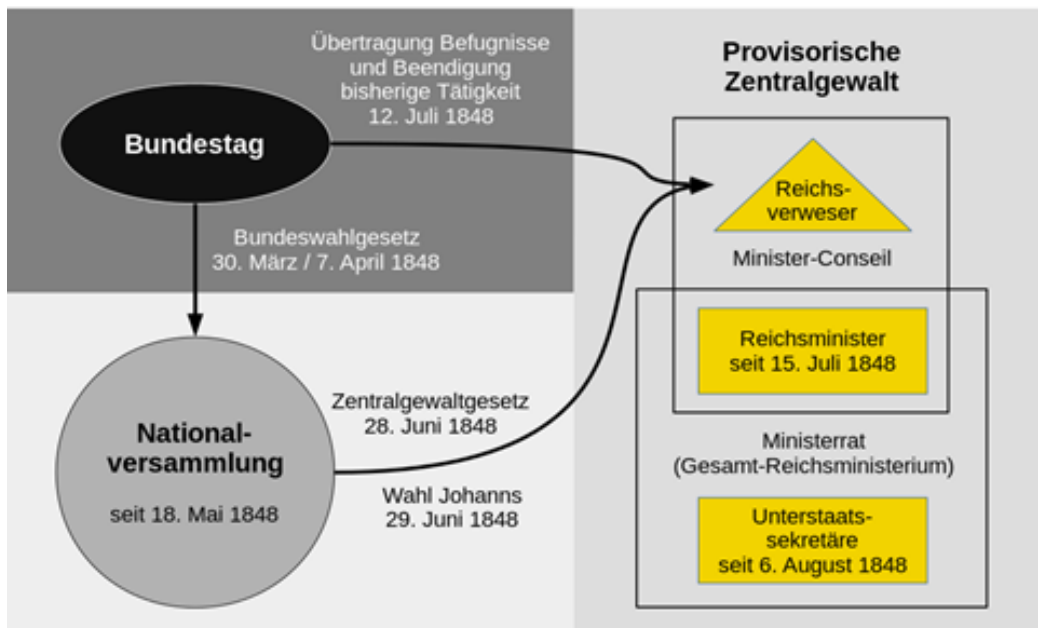 Übertragung Befugnisse
und Beendigung
bisherige Tätigkeit
12. Juli 1848
Bundestag
Bundeswahlgesetz
30. März / 7. April 1848
National-
versammlung
seit 18. Mai 1848
Zentralgewaltgesetz
28. Juni 1848
Wahl Johanns
29. Juni 1848
Provisorische
Zentralgewalt
Reichs-
verweser
Minister-Conseil
Reichsminister
seit 15. Juli 1848
Ministerrat
(Gesamt-Reichsministerium)
Unterstaats-
sekretäre
seit 6. August 1848